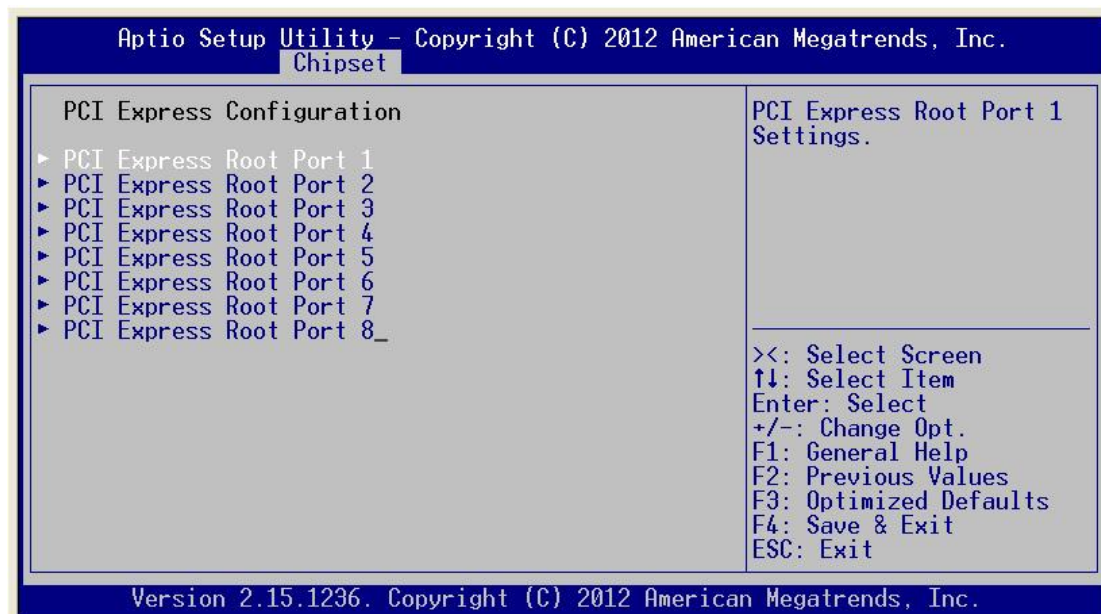 Aptio Setup Utility – Copyright (C) 2012 American Megatrends, Inc.
Chipset
PCI Express Configuration
► PCI Express Root Port 1
► PCI Express Root Port 2
► PCI Express Root Port 3
► PCI Express Root Port 4
► PCI Express Root Port 5
► PCI Express Root Port 6
► PCI Express Root Port 7
► PCI Express Root Port 8_
PCI Express Root Port 1
Settings.
><: Select Screen
↑↓: Select Item
Enter: Select
+/-: Change Opt.
F1: General Help
F2: Previous Values
F3: Optimized Defaults
F4: Save & Exit
ESC: Exit
Version 2.15.1236. Copyright (C) 2012 American Megatrends, Inc.